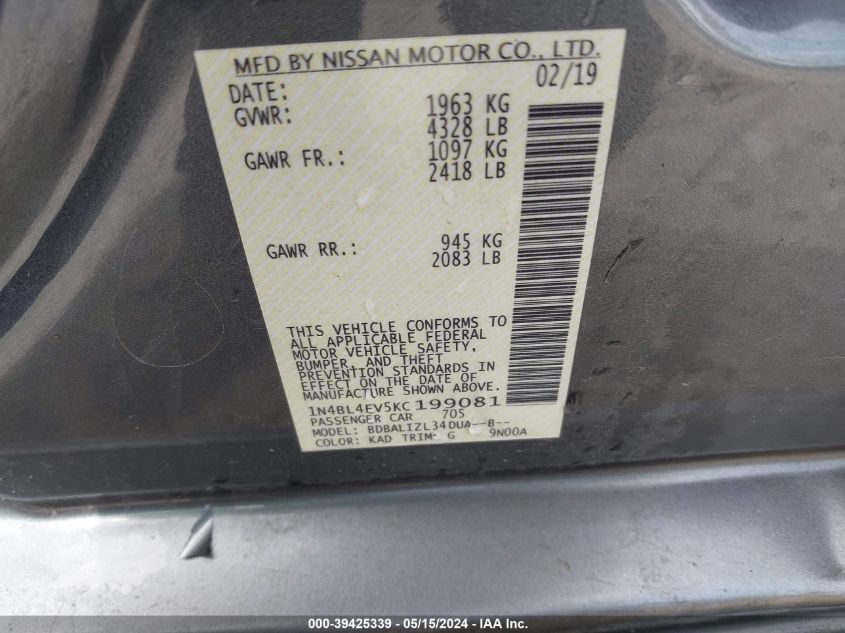 MFD BY NISSAN MOTOR CO., LTD.
DATE: 02/19
GVWR: 1963 KG
4328 LB
GAWR FR.: 1097 KG
2418 LB
GAWR RR.: 945 KG
2083 LB
THIS VEHICLE CONFORMS TO
ALL APPLICABLE FEDERAL
MOTOR VEHICLE SAFETY,
BUMPER, AND THEFT
PREVENTION STANDARDS IN
EFFECT ON THE DATE OF
MANUFACTURE SHOWN ABOVE.
1N4BL4EV5KC199081
PASSENGER CAR 705
MODEL: BDBALIZL34DUA--B--
COLOR: KAD TRIM: G 9N00A
000-39425339 - 05/15/2024 - IAA Inc.